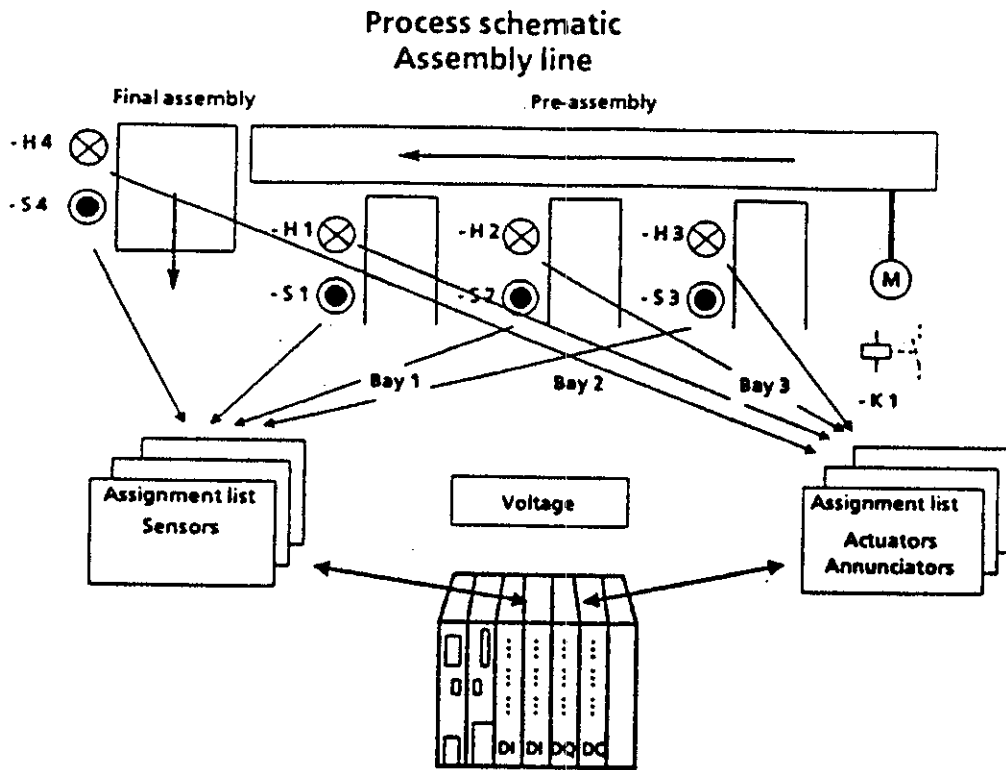 Process schematic
Assembly line
Final assembly
Pre-assembly
-H4
-S4
-H1
-H2
-H3
-S1
-S2
-S3
M
Bay 1
Bay 2
Bay 3
-K1
Assignment list
Sensors
Voltage
Assignment list
Actuators
Annunciators
DI DI DQ DQ